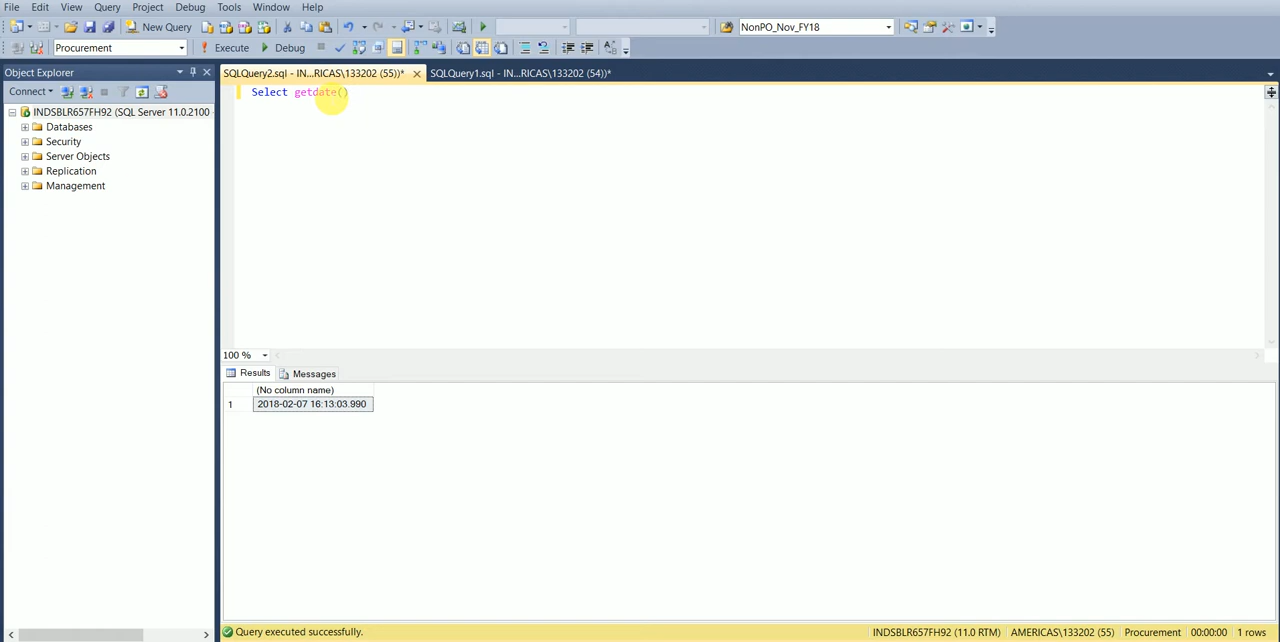 File Edit View Query Project Debug Tools Window Help
New Query NonPO_Nov_FY18
Procurement Execute Debug
Object Explorer
Connect
INDSBLR657FH92 (SQL Server 11.0.2100
Databases
Security
Server Objects
Replication
Management
SQLQuery2.sql - IN...RICAS\133202 (55))* SQLQuery1.sql - IN...RICAS\133202 (54))*
Select getdate()
100 %
Results Messages
(No column name)
1 2018-02-07 16:13:03.990
Query executed successfully. INDSBLR657FH92 (11.0 RTM) AMERICAS\133202 (55) Procurement 00:00:00 1 rows